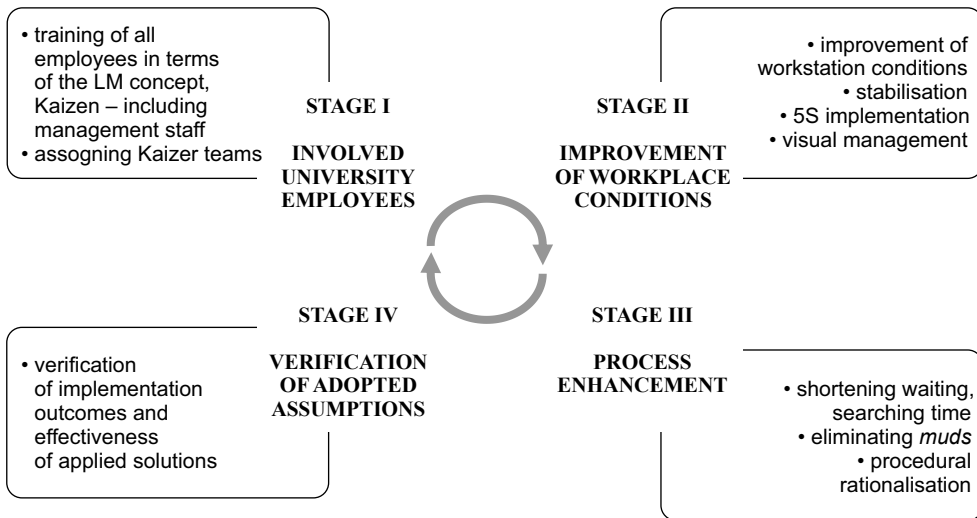 • training of all
employees in terms
of the LM concept,
Kaizen – including
management staff
• assogning Kaizer teams
STAGE I
INVOLVED
UNIVERSITY
EMPLOYEES
• improvement of
workstation conditions
• stabilisation
• 5S implementation
• visual management
STAGE II
IMPROVEMENT
OF WORKPLACE
CONDITIONS
STAGE IV
VERIFICATION
OF ADOPTED
ASSUMPTIONS
• verification
of implementation
outcomes and
effectiveness
of applied solutions
STAGE III
PROCESS
ENHANCEMENT
• shortening waiting,
searching time
• eliminating muds
• procedural
rationalisation